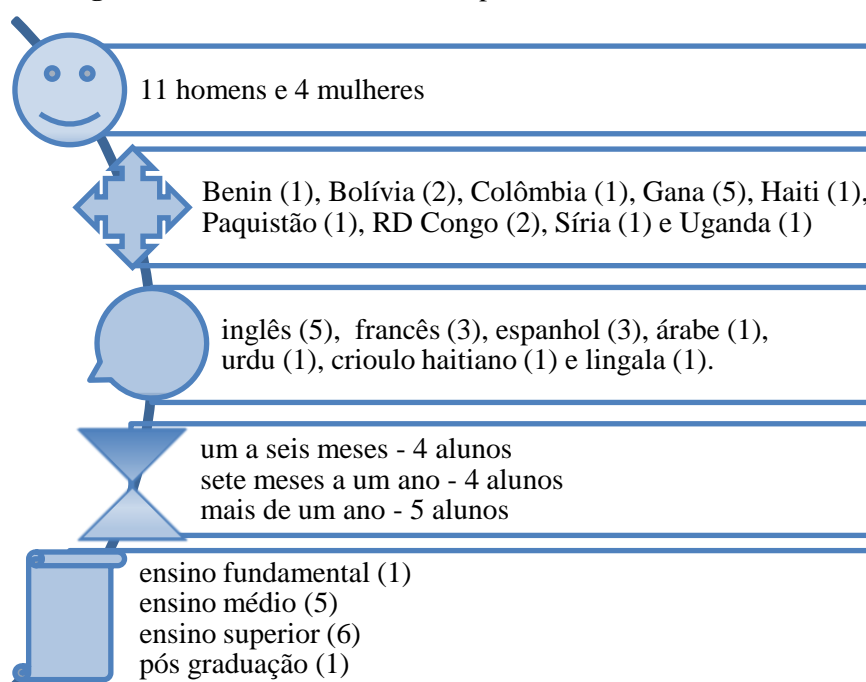 11 homens e 4 mulheres
Benin (1), Bolívia (2), Colômbia (1), Gana (5), Haiti (1),
Paquistão (1), RD Congo (2), Síria (1) e Uganda (1)
inglês (5), francês (3), espanhol (3), árabe (1),
urdu (1), crioulo haitiano (1) e lingala (1).
um a seis meses - 4 alunos
sete meses a um ano - 4 alunos
mais de um ano - 5 alunos
ensino fundamental (1)
ensino médio (5)
ensino superior (6)
pós graduação (1)